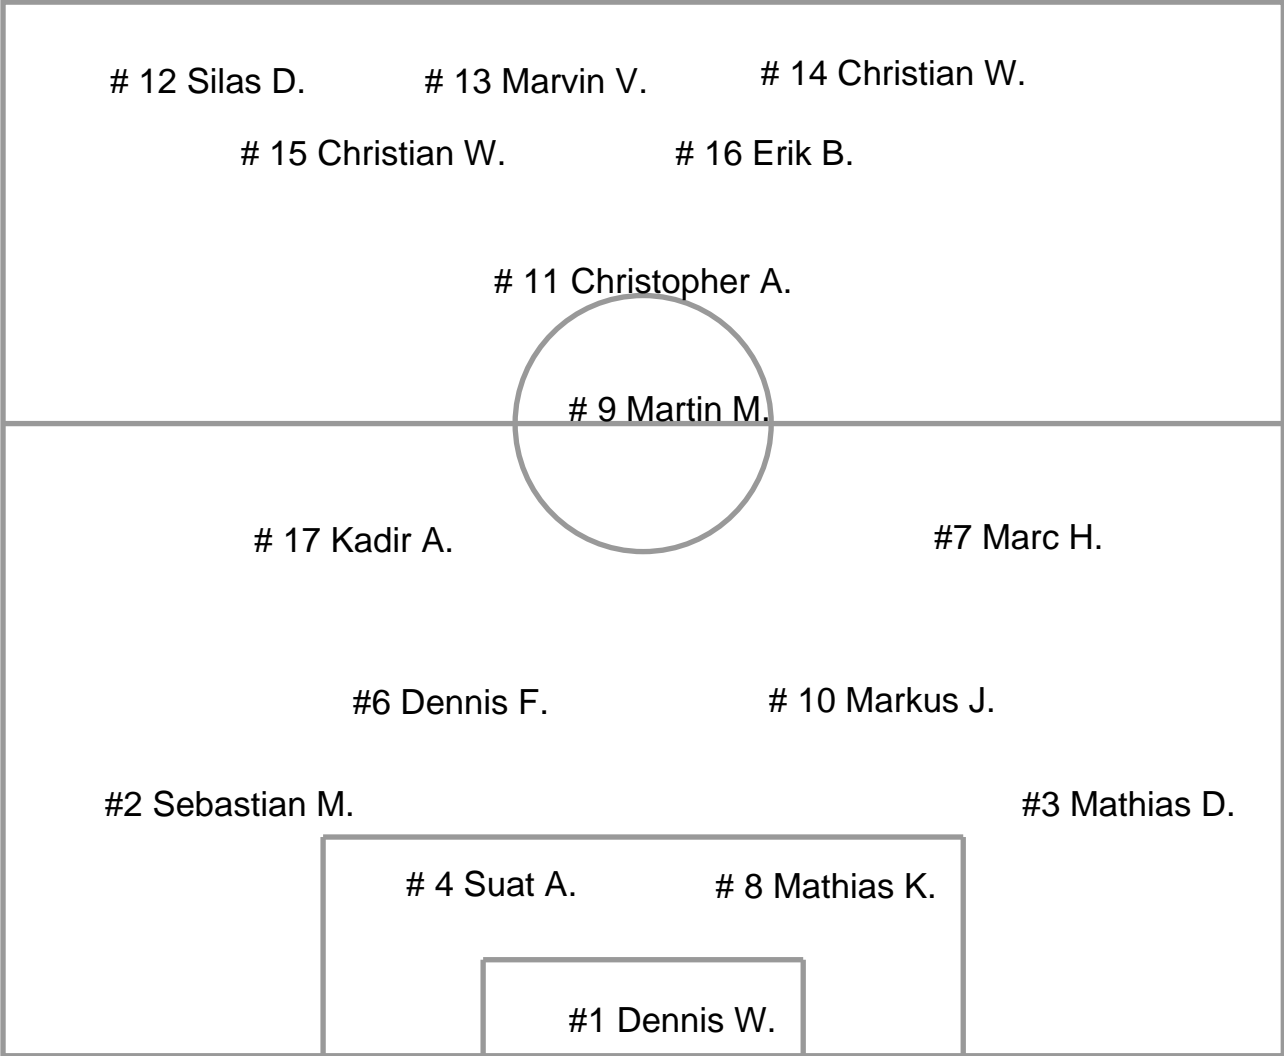 # 12 Silas D.
# 13 Marvin V.
# 14 Christian W.
# 15 Christian W.
# 16 Erik B.
# 11 Christopher A.
# 9 Martin M.
# 17 Kadir A.
#7 Marc H.
#6 Dennis F.
# 10 Markus J.
#2 Sebastian M.
#3 Mathias D.
# 4 Suat A.
# 8 Mathias K.
#1 Dennis W.